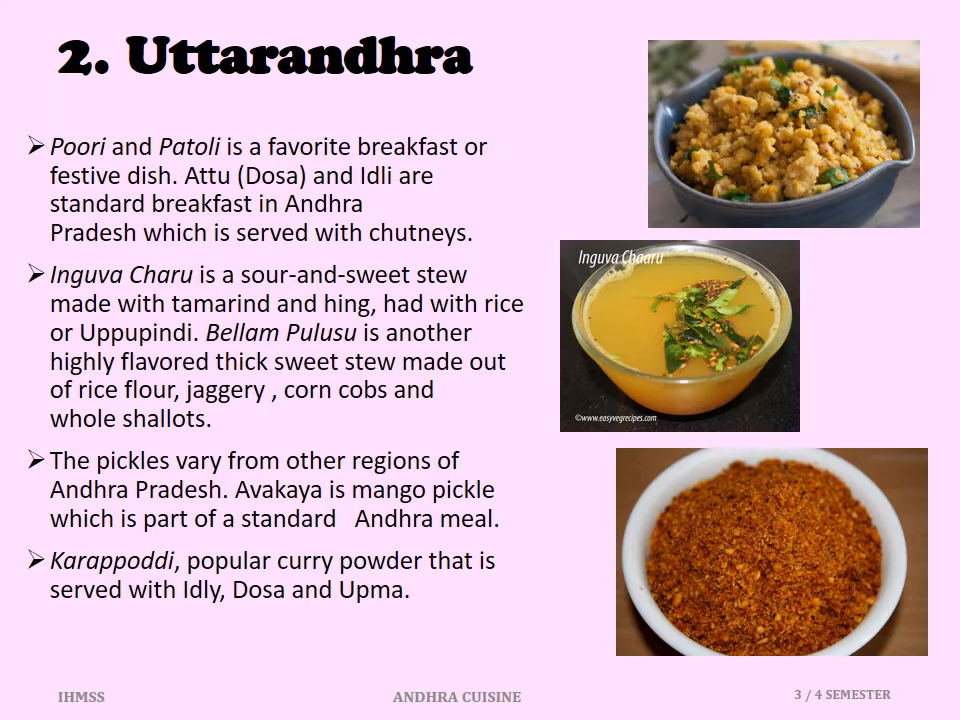 2. Uttarandhra
➢ Poori and Patoli is a favorite breakfast or
festive dish. Attu (Dosa) and Idli are
standard breakfast in Andhra
Pradesh which is served with chutneys.
➢ Inguva Charu is a sour-and-sweet stew
made with tamarind and hing, had with rice
or Uppupindi. Bellam Pulusu is another
highly flavored thick sweet stew made out
of rice flour, jaggery , corn cobs and
whole shallots.
➢ The pickles vary from other regions of
Andhra Pradesh. Avakaya is mango pickle
which is part of a standard   Andhra meal.
➢ Karappoddi, popular curry powder that is
served with Idly, Dosa and Upma.
Inguva Chaaru
©www.easyvegrecipes.com
IHMSS
ANDHRA CUISINE
3 / 4 SEMESTER